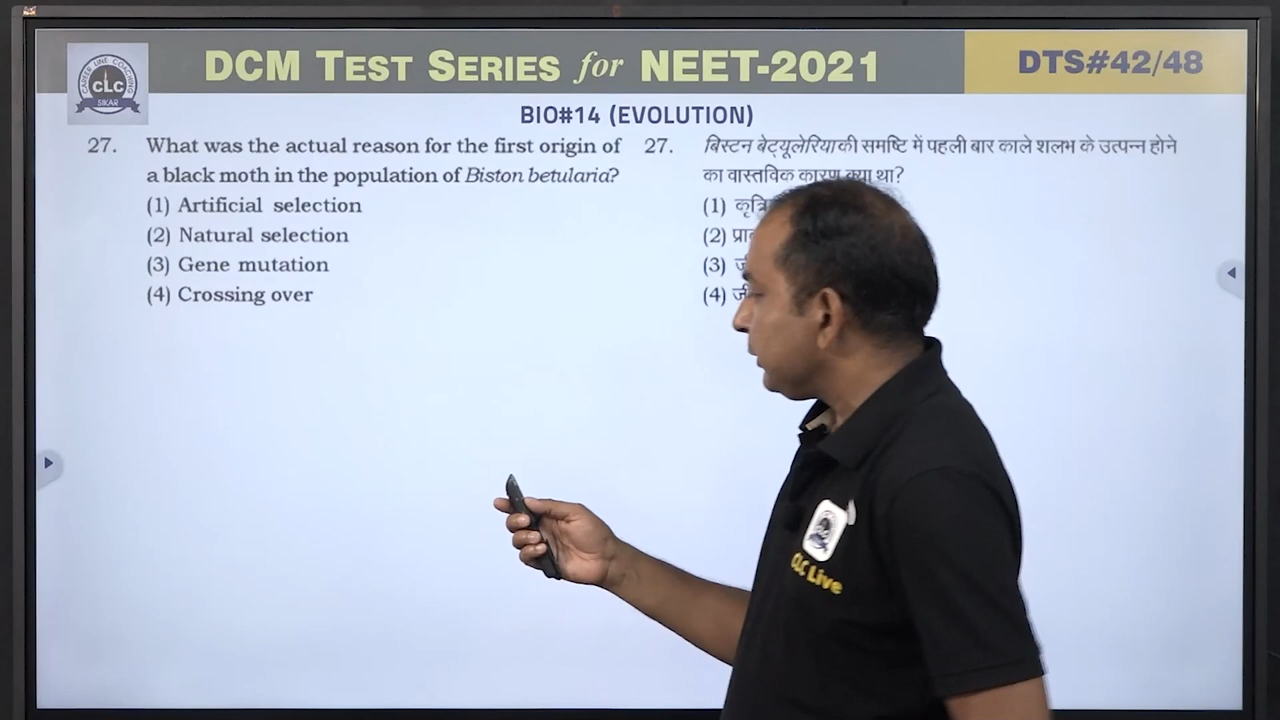 DCM TEST SERIES for NEET-2021
DTS#42/48
CAREER LINE COACHING
CLC
SIKAR
BIO#14 (EVOLUTION)
27. What was the actual reason for the first origin of
a black moth in the population of Biston betularia?
(1) Artificial selection
(2) Natural selection
(3) Gene mutation
(4) Crossing over
27. बिस्टन बेट्यूलेरिया की समष्टि में पहली बार काले शलभ के उत्पन्न होने
का वास्तविक कारण क्या था?
(1)
(2)
(3)
(4)
CLC Live